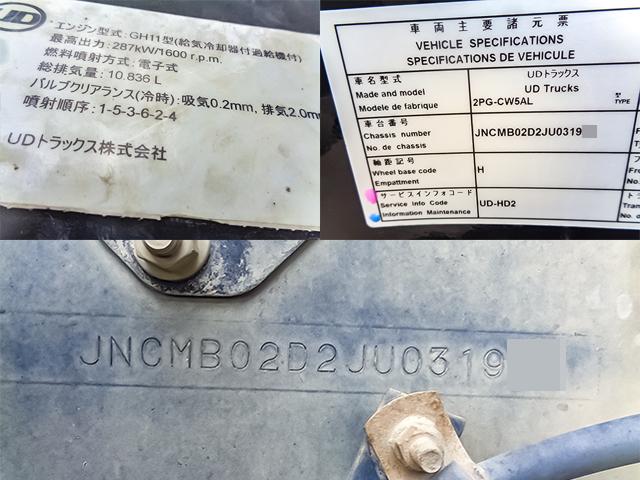 UD
エンジン型式:GH11型(給気冷却器付過給機付)
最高出力:287kW/1600 r.p.m.
燃料噴射方式:電子式
総排気量:10.836 L
バルブクリアランス(冷時):吸気0.2mm, 排気2.0mm
噴射順序:1-5-3-6-2-4
UDトラックス株式会社
車両主要諸元票
VEHICLE SPECIFICATIONS
SPECIFICATIONS DE VEHICULE
車名型式
Made and model
Modele de fabrique
UDトラックス
UD Trucks
2PG-CW5AL
型
TYPE
車台番号
Chassis number
No. de chassis
JNCMB02D2JU0319
軸距記号
Wheel base code
Empattment
H
サービスインフォコード
Service Info Code
Information Maintenance
UD-HD2
JNCMB02D2JU0319